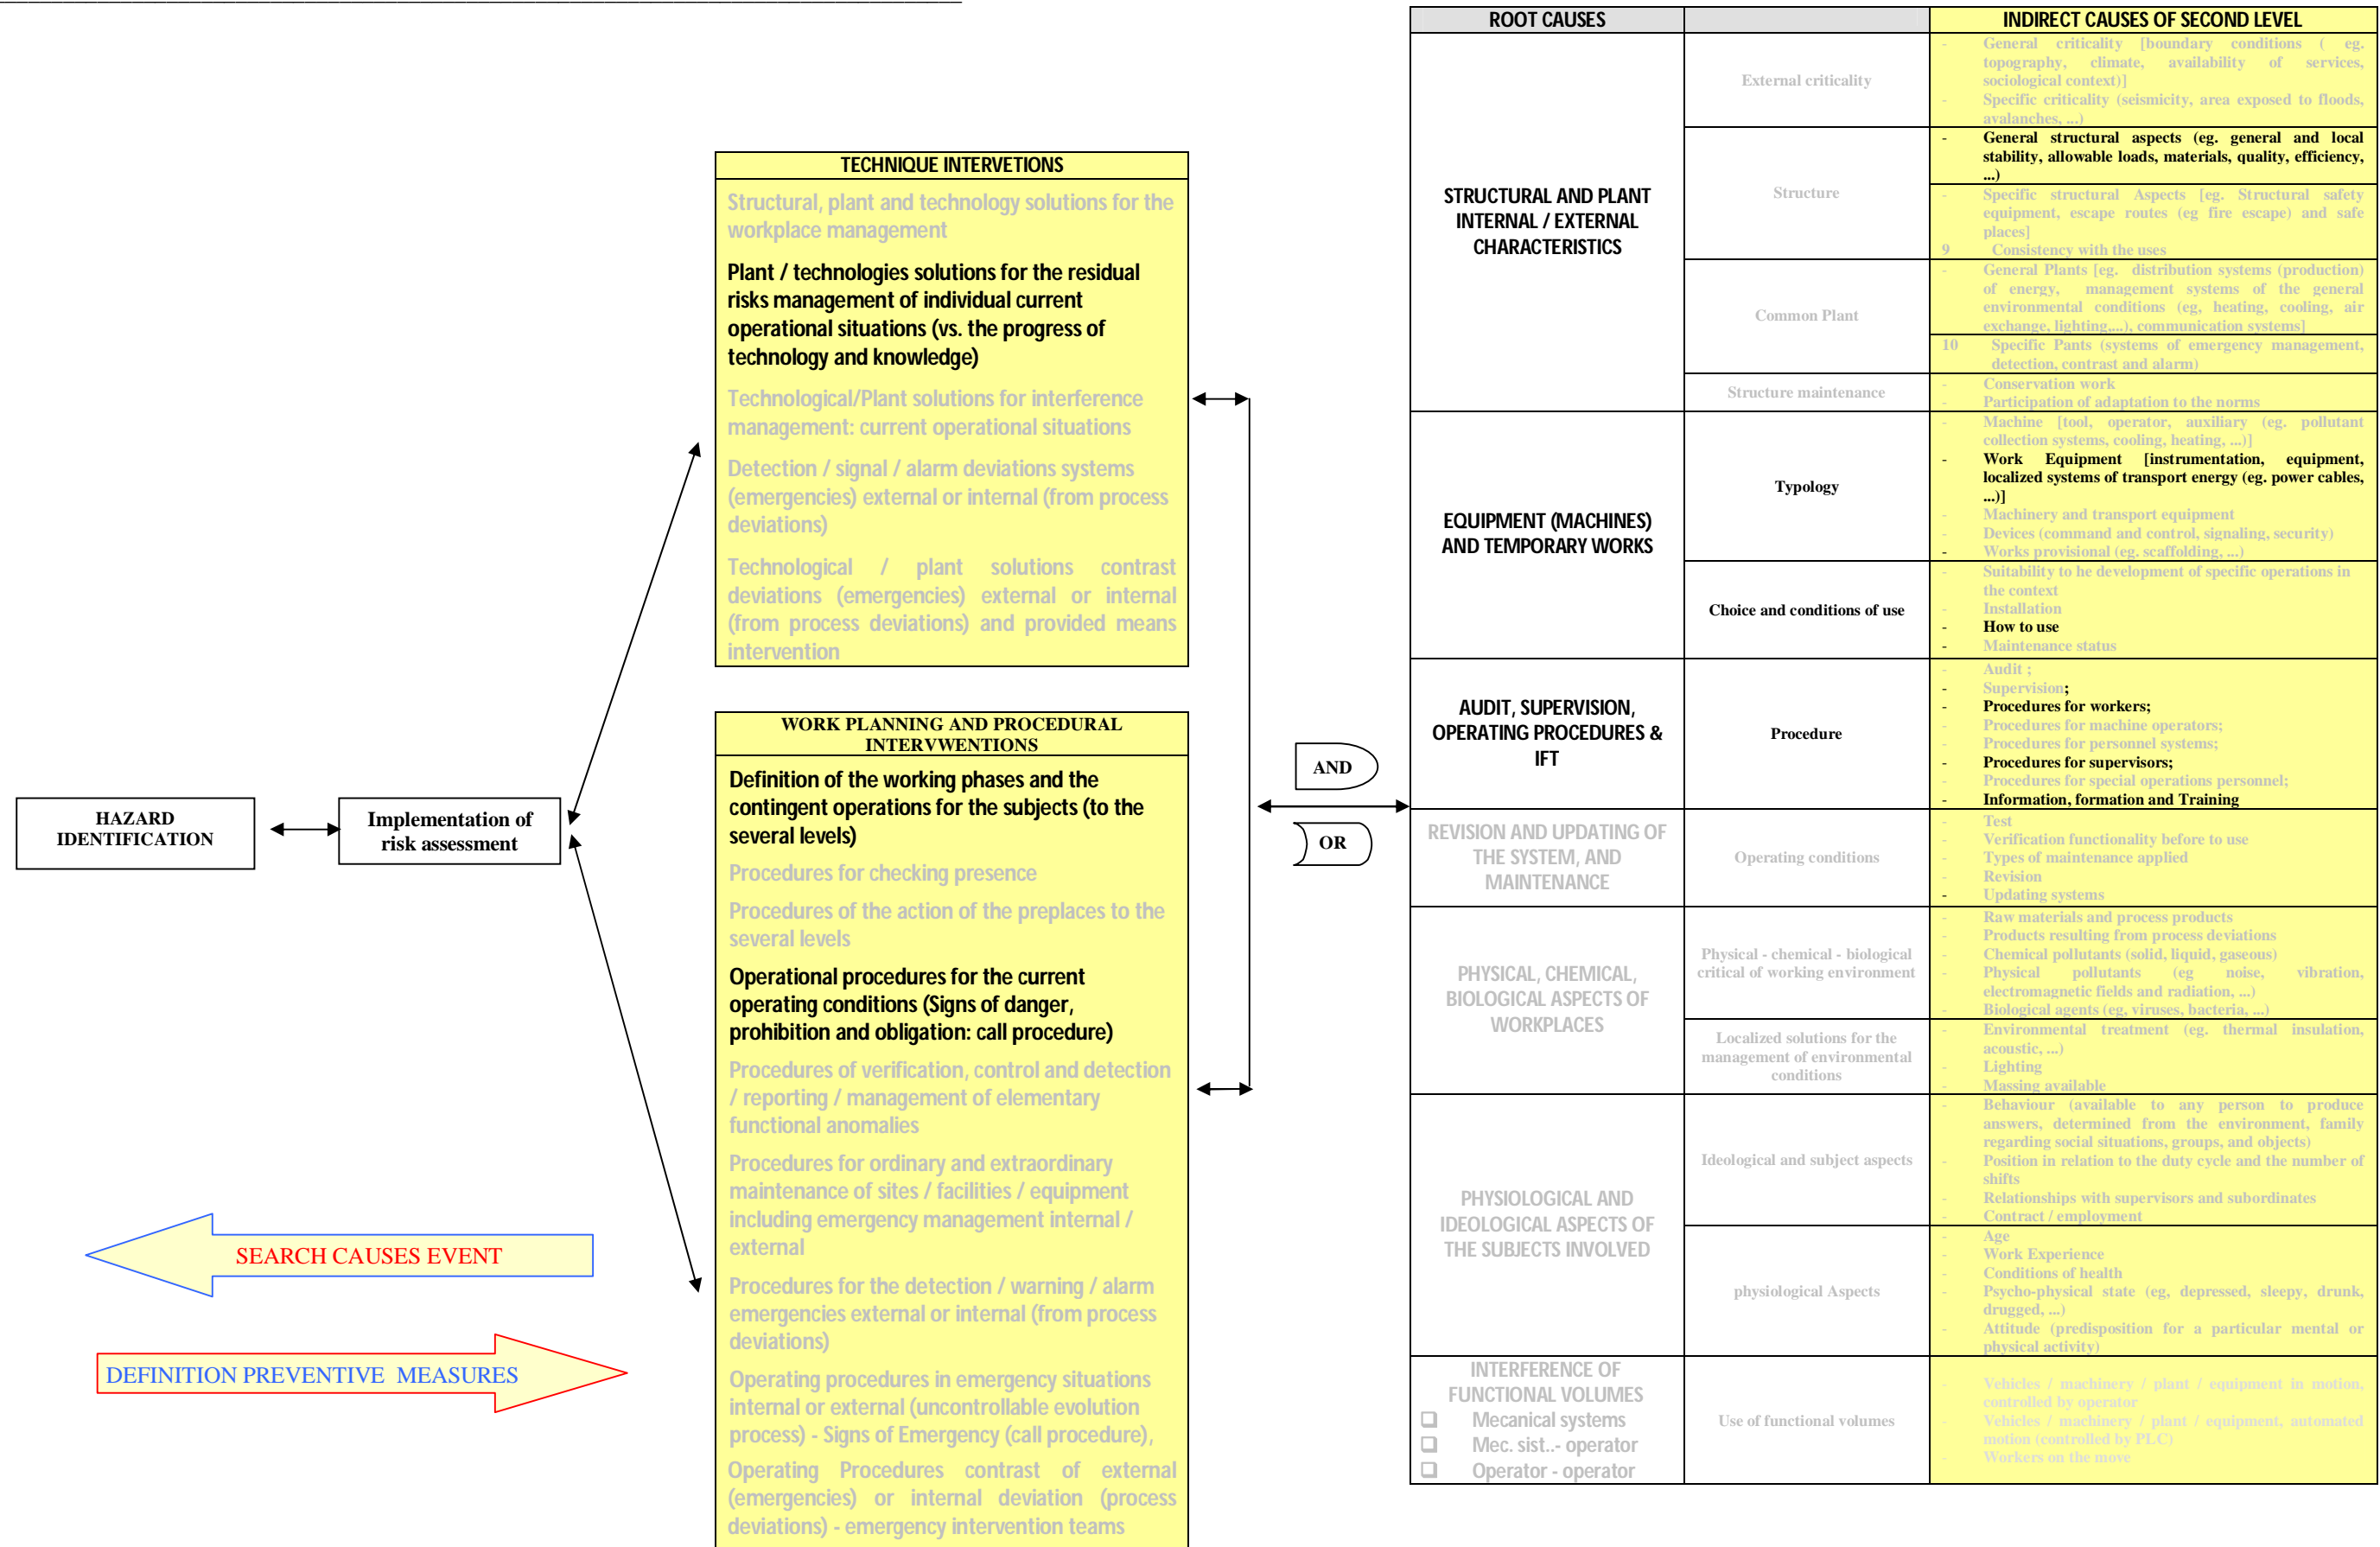 HAZARD
IDENTIFICATION
Implementation of
risk assessment
SEARCH CAUSES EVENT
DEFINITION PREVENTIVE MEASURES
TECHNIQUE INTERVETIONS
Structural, plant and technology solutions for the
workplace management
Plant / technologies solutions for the residual
risks management of individual current
operational situations (vs. the progress of
technology and knowledge)
Technological/Plant solutions for interference
management: current operational situations
Detection / signal / alarm deviations systems
(emergencies) external or internal (from process
deviations)
Technological / plant solutions contrast
deviations (emergencies) external or internal
(from process deviations) and provided means
intervention
WORK PLANNING AND PROCEDURAL
INTERVWENTIONS
Definition of the working phases and the
contingent operations for the subjects (to the
several levels)
Procedures for checking presence
Procedures of the action of the preplaces to the
several levels
Operational procedures for the current
operating conditions (Signs of danger,
prohibition and obligation: call procedure)
Procedures of verification, control and detection
/ reporting / management of elementary
functional anomalies
Procedures for ordinary and extraordinary
maintenance of sites / facilities / equipment
including emergency management internal /
external
Procedures for the detection / warning / alarm
emergencies external or internal (from process
deviations)
Operating procedures in emergency situations
internal or external (uncontrollable evolution
process) - Signs of Emergency (call procedure),
Operating Procedures contrast of external
(emergencies) or internal deviation (process
deviations) - emergency intervention teams
AND
OR
ROOT CAUSES
INDIRECT CAUSES OF SECOND LEVEL
STRUCTURAL AND PLANT
INTERNAL / EXTERNAL
CHARACTERISTICS
External criticality
- General criticality [boundary conditions ( eg.
topography, climate, availability of services,
sociological context)]
- Specific criticality (seismicity, area exposed to floods,
avalanches, ...)
Structure
- General structural aspects (eg. general and local
stability, allowable loads, materials, quality, efficiency,
...)
- Specific structural Aspects [eg. Structural safety
equipment, escape routes (eg fire escape) and safe
places]
9 Consistency with the uses
Common Plant
- General Plants [eg. distribution systems (production)
of energy, management systems of the general
environmental conditions (eg, heating, cooling, air
exchange, lighting,...), communication systems]
10 Specific Pants (systems of emergency management,
detection, contrast and alarm)
Structure maintenance
- Conservation work
- Participation of adaptation to the norms
EQUIPMENT (MACHINES)
AND TEMPORARY WORKS
Typology
- Machine [tool, operator, auxiliary (eg. pollutant
collection systems, cooling, heating, ...)]
- Work Equipment [instrumentation, equipment,
localized systems of transport energy (eg. power cables,
...)]
- Machinery and transport equipment
- Devices (command and control, signaling, security)
- Works provisional (eg. scaffolding, ...)
Choice and conditions of use
- Suitability to he development of specific operations in
the context
- Installation
- How to use
- Maintenance status
AUDIT, SUPERVISION,
OPERATING PROCEDURES &
IFT
Procedure
- Audit ;
- Supervision;
- Procedures for workers;
- Procedures for machine operators;
- Procedures for personnel systems;
- Procedures for supervisors;
- Procedures for special operations personnel;
- Information, formation and Training
REVISION AND UPDATING OF
THE SYSTEM, AND
MAINTENANCE
Operating conditions
- Test
- Verification functionality before to use
- Types of maintenance applied
- Revision
- Updating systems
PHYSICAL, CHEMICAL,
BIOLOGICAL ASPECTS OF
WORKPLACES
Physical - chemical - biological
critical of working environment
- Raw materials and process products
- Products resulting from process deviations
- Chemical pollutants (solid, liquid, gaseous)
- Physical pollutants (eg noise, vibration,
electromagnetic fields and radiation, ...)
- Biological agents (eg, viruses, bacteria, ...)
Localized solutions for the
management of environmental
conditions
- Environmental treatment (eg. thermal insulation,
acoustic, ...)
- Lighting
- Massing available
PHYSIOLOGICAL AND
IDEOLOGICAL ASPECTS OF
THE SUBJECTS INVOLVED
Ideological and subject aspects
- Behaviour (available to any person to produce
answers, determined from the environment, family
regarding social situations, groups, and objects)
- Position in relation to the duty cycle and the number of
shifts
- Relationships with supervisors and subordinates
- Contract / employment
physiological Aspects
- Age
- Work Experience
- Conditions of health
- Psycho-physical state (eg, depressed, sleepy, drunk,
drugged, ...)
- Attitude (predisposition for a particular mental or
physical activity)
INTERFERENCE OF
FUNCTIONAL VOLUMES
❑ Mecanical systems
❑ Mec. sist..- operator
❑ Operator - operator
Use of functional volumes
- Vehicles / machinery / plant / equipment in motion,
controlled by operator
- Vehicles / machinery / plant / equipment, automated
motion (controlled by PLC)
- Workers on the move